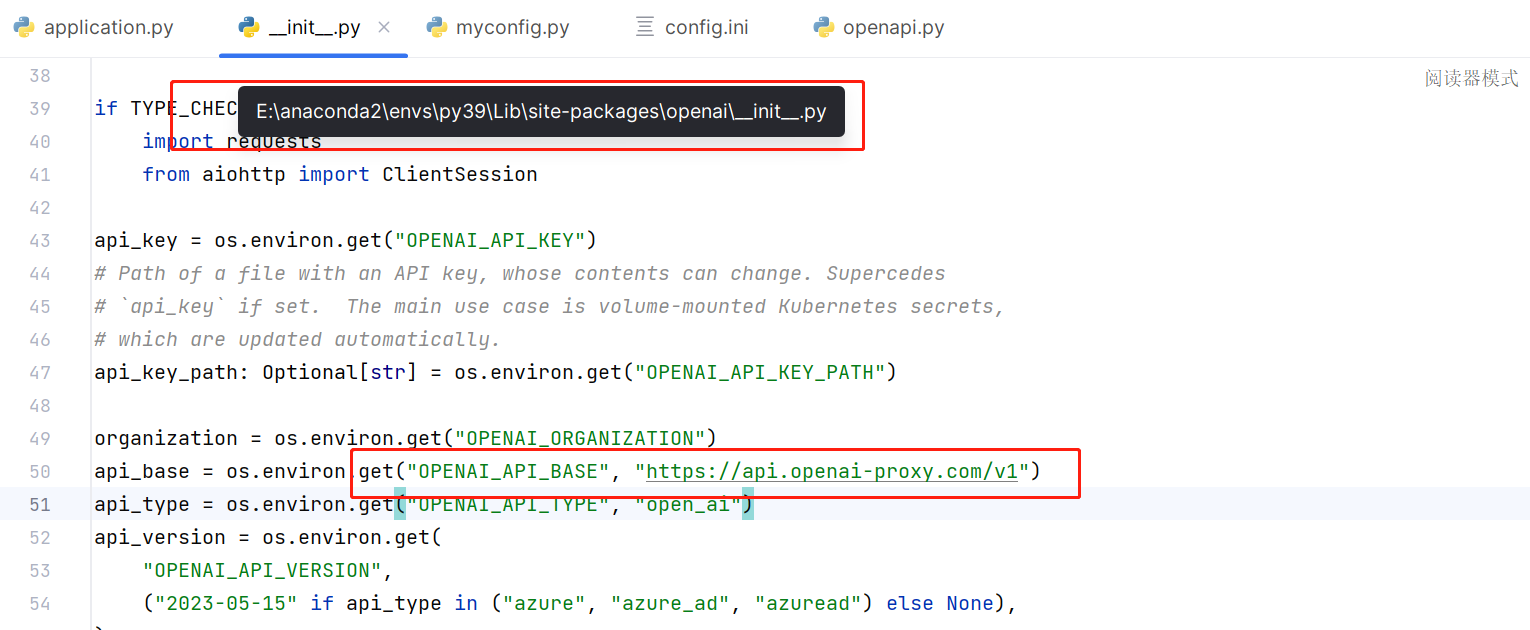 application.py __init__.py myconfig.py config.ini openapi.py
阅读器模式
38
39 if TYPE_CHEC
E:\anaconda2\envs\py39\Lib\site-packages\openai\__init__.py
40 import requests
41 from aiohttp import ClientSession
42
43 api_key = os.environ.get("OPENAI_API_KEY")
44 # Path of a file with an API key, whose contents can change. Supercedes
45 # `api_key` if set.  The main use case is volume-mounted Kubernetes secrets,
46 # which are updated automatically.
47 api_key_path: Optional[str] = os.environ.get("OPENAI_API_KEY_PATH")
48
49 organization = os.environ.get("OPENAI_ORGANIZATION")
50 api_base = os.environ.get("OPENAI_API_BASE", "https://api.openai-proxy.com/v1")
51 api_type = os.environ.get("OPENAI_API_TYPE", "open_ai")
52 api_version = os.environ.get(
53 "OPENAI_API_VERSION",
54 ("2023-05-15" if api_type in ("azure", "azure_ad", "azuread") else None),